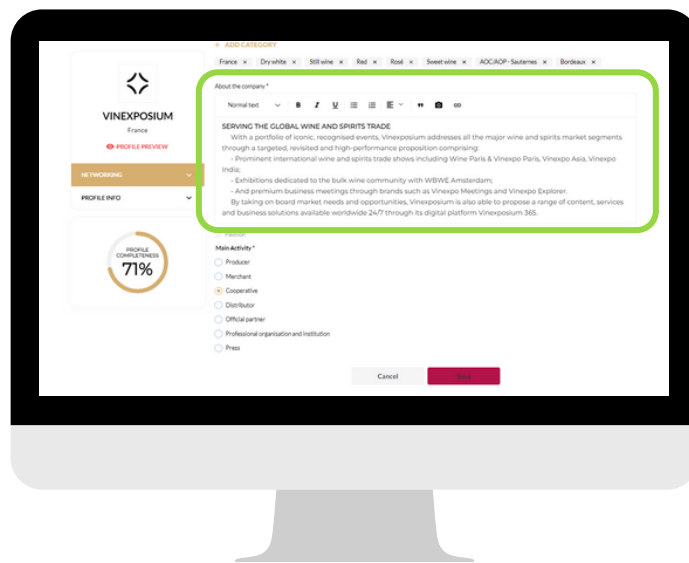 + ADD CATEGORY
France × Dry white × Still wine × Red × Rosé × Sweet wine × AOC/AOP - Sauternes × Bordeaux ×
About the company *
Normal text B I U E
SERVING THE GLOBAL WINE AND SPIRITS TRADE
With a portfolio of iconic, recognised events, Vinexposium addresses all the major wine and spirits market segments
through a targeted, revisited and high-performance proposition comprising:
- Prominent international wine and spirits trade shows including Wine Paris & Vinexpo Paris, Vinexpo Asia, Vinexpo
India;
- Exhibitions dedicated to the bulk wine community with WBWE Amsterdam;
- And premium business meetings through brands such as Vinexpo Meetings and Vinexpo Explorer.
By taking on board market needs and opportunities, Vinexposium is also able to propose a range of content, services
and business solutions available worldwide 24/7 through its digital platform Vinexposium 365.
VINEXPOSIUM
France
PROFILE PREVIEW
NETWORKING
PROFILE INFO
PROFILE
COMPLETENESS
71%
Main Activity *
Producer
Merchant
Cooperative
Distributor
Official partner
Professional organisation and institution
Press
Cancel
Save